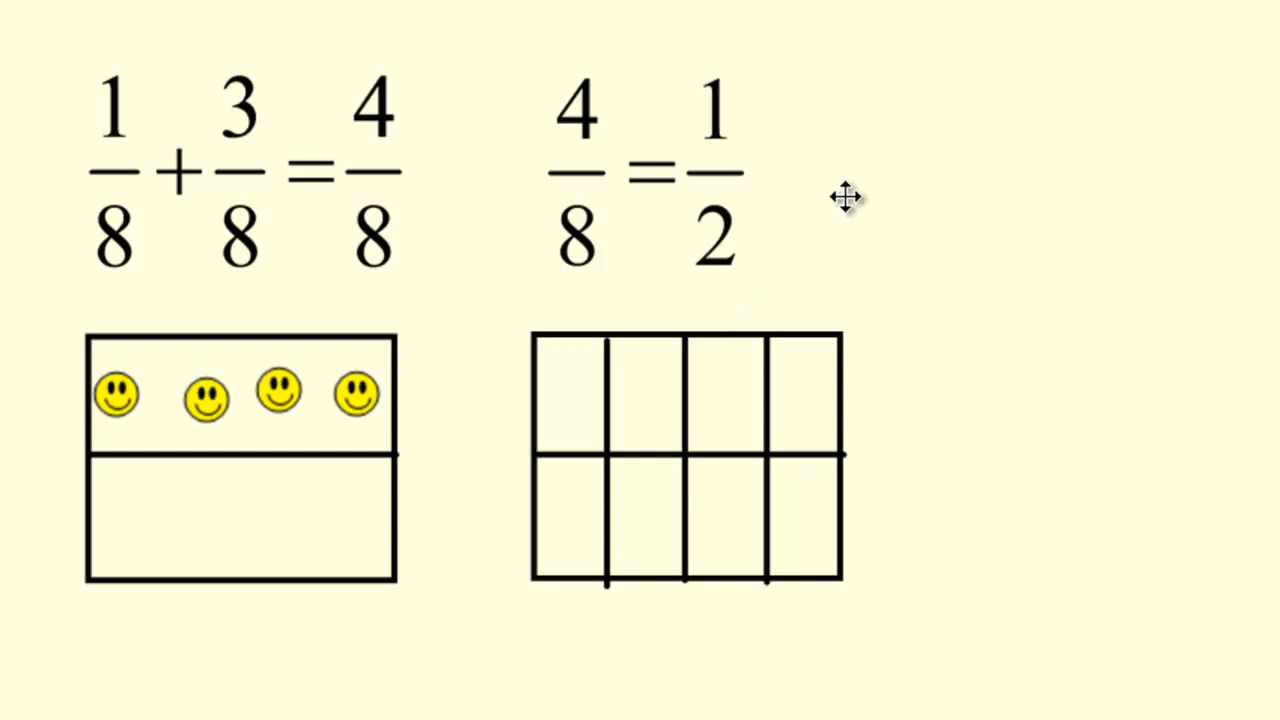 1/8 + 3/8 = 4/8
4/8 = 1/2